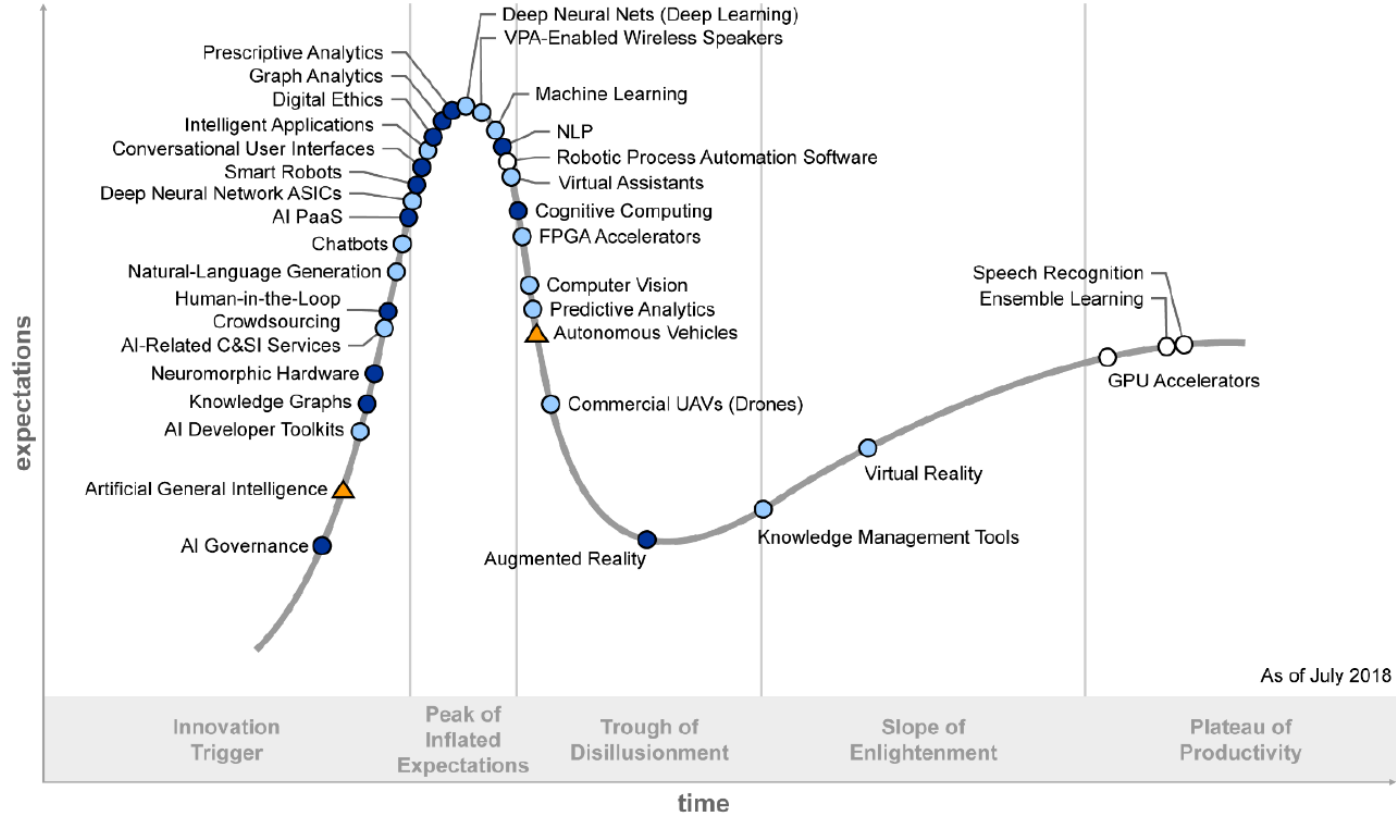 Deep Neural Nets (Deep Learning)
VPA-Enabled Wireless Speakers
Prescriptive Analytics
Graph Analytics
Digital Ethics
Intelligent Applications
Conversational User Interfaces
Smart Robots
Deep Neural Network ASICs
AI PaaS
Chatbots
Natural-Language Generation
Human-in-the-Loop
Crowdsourcing
AI-Related C&SI Services
Neuromorphic Hardware
Knowledge Graphs
AI Developer Toolkits
Artificial General Intelligence
AI Governance
Machine Learning
NLP
Robotic Process Automation Software
Virtual Assistants
Cognitive Computing
FPGA Accelerators
Computer Vision
Predictive Analytics
Autonomous Vehicles
Commercial UAVs (Drones)
Augmented Reality
Knowledge Management Tools
Virtual Reality
Speech Recognition
Ensemble Learning
GPU Accelerators
expectations
As of July 2018
Innovation
Trigger
Peak of
Inflated
Expectations
Trough of
Disillusionment
Slope of
Enlightenment
Plateau of
Productivity
time